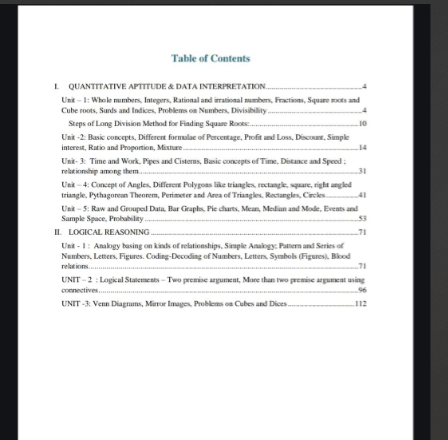 Table of Contents
I. QUANTITATIVE APTITUDE & DATA INTERPRETATION....................4
Unit – 1: Whole numbers, Integers, Rational and irrational numbers, Fractions, Square roots and
Cube roots, Surds and Indices, Problems on Numbers, Divisibility....................4
Steps of Long Division Method for Finding Square Roots:....................10
Unit -2: Basic concepts, Different formulae of Percentage, Profit and Loss, Discount, Simple
interest, Ratio and Proportion, Mixture....................14
Unit- 3: Time and Work, Pipes and Cisterns, Basic concepts of Time, Distance and Speed ;
relationship among them....................31
Unit – 4: Concept of Angles, Different Polygons like triangles, rectangle, square, right angled
triangle, Pythagorean Theorem, Perimeter and Area of Triangles, Rectangles, Circles....................41
Unit – 5: Raw and Grouped Data, Bar Graphs, Pie charts, Mean, Median and Mode, Events and
Sample Space, Probability....................53
II. LOGICAL REASONING....................71
Unit - 1 : Analogy basing on kinds of relationships, Simple Analogy; Pattern and Series of
Numbers, Letters, Figures. Coding-Decoding of Numbers, Letters, Symbols (Figures), Blood
relations....................71
UNIT – 2 : Logical Statements – Two premise argument, More than two premise argument using
connectives....................96
UNIT -3: Venn Diagrams, Mirror Images, Problems on Cubes and Dices....................112